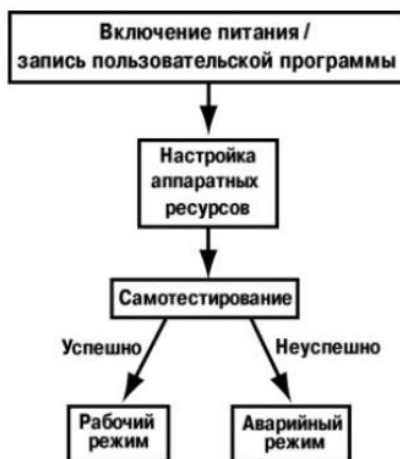 Включение питания /
запись пользовательской программы
Настройка
аппаратных
ресурсов
Самотестирование
Успешно
Неуспешно
Рабочий
режим
Аварийный
режим